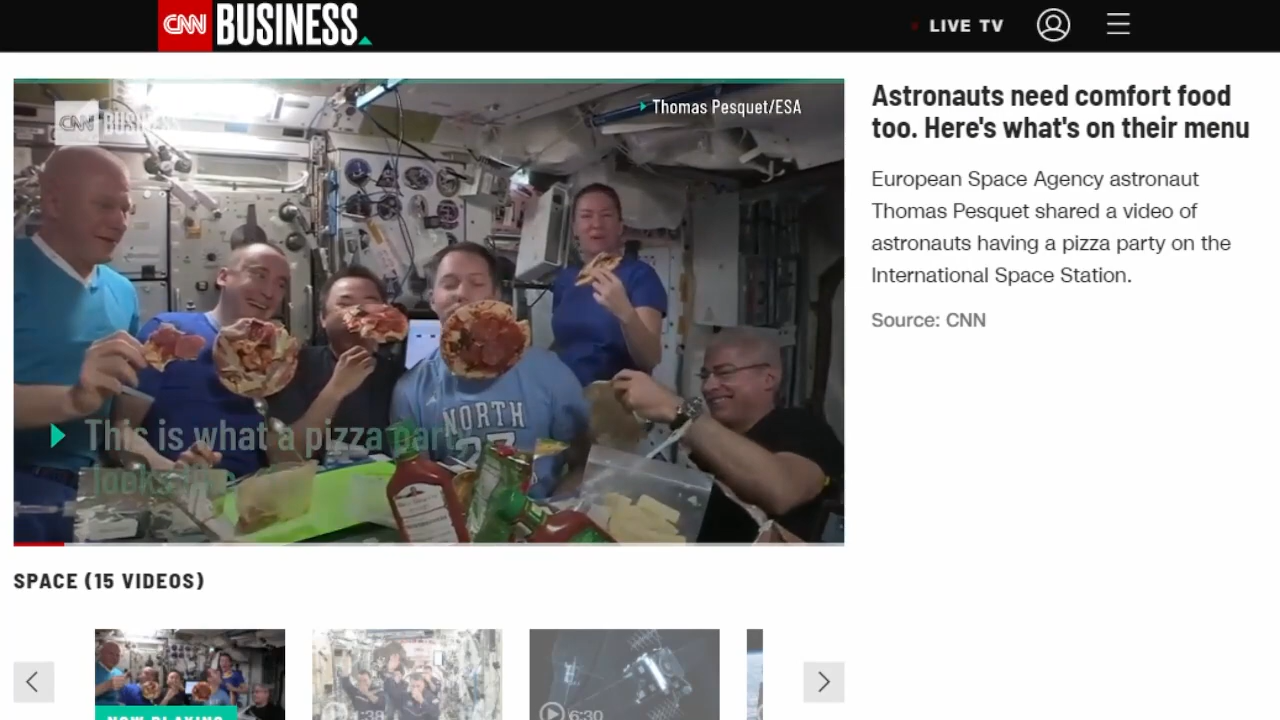 CNN BUSINESS
LIVE TV
CNN BUSINESS
Thomas Pesquet/ESA
Astronauts need comfort food
too. Here's what's on their menu
European Space Agency astronaut
Thomas Pesquet shared a video of
astronauts having a pizza party on the
International Space Station.
Source: CNN
NORTH
This is what a pizza party
looks like
SPACE (15 VIDEOS)
NOW PLAYING
1:38
6:30